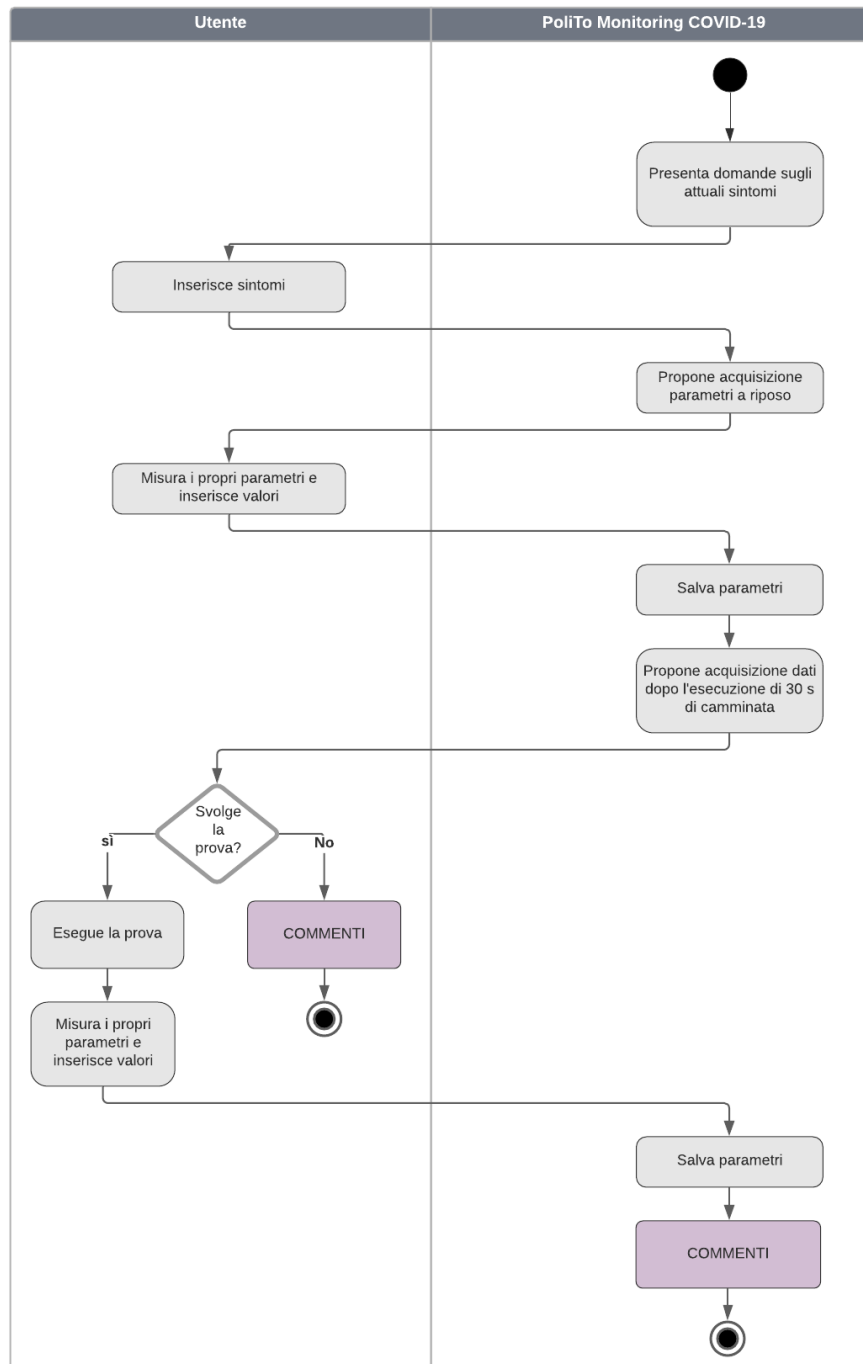 Utente
PoliTo Monitoring COVID-19
Presenta domande sugli
attuali sintomi
Inserisce sintomi
Propone acquisizione
parametri a riposo
Misura i propri parametri e
inserisce valori
Salva parametri
Propone acquisizione dati
dopo l'esecuzione di 30 s
di camminata
Svolge
la
prova?
sì
No
Esegue la prova
COMMENTI
Misura i propri
parametri e
inserisce valori
Salva parametri
COMMENTI